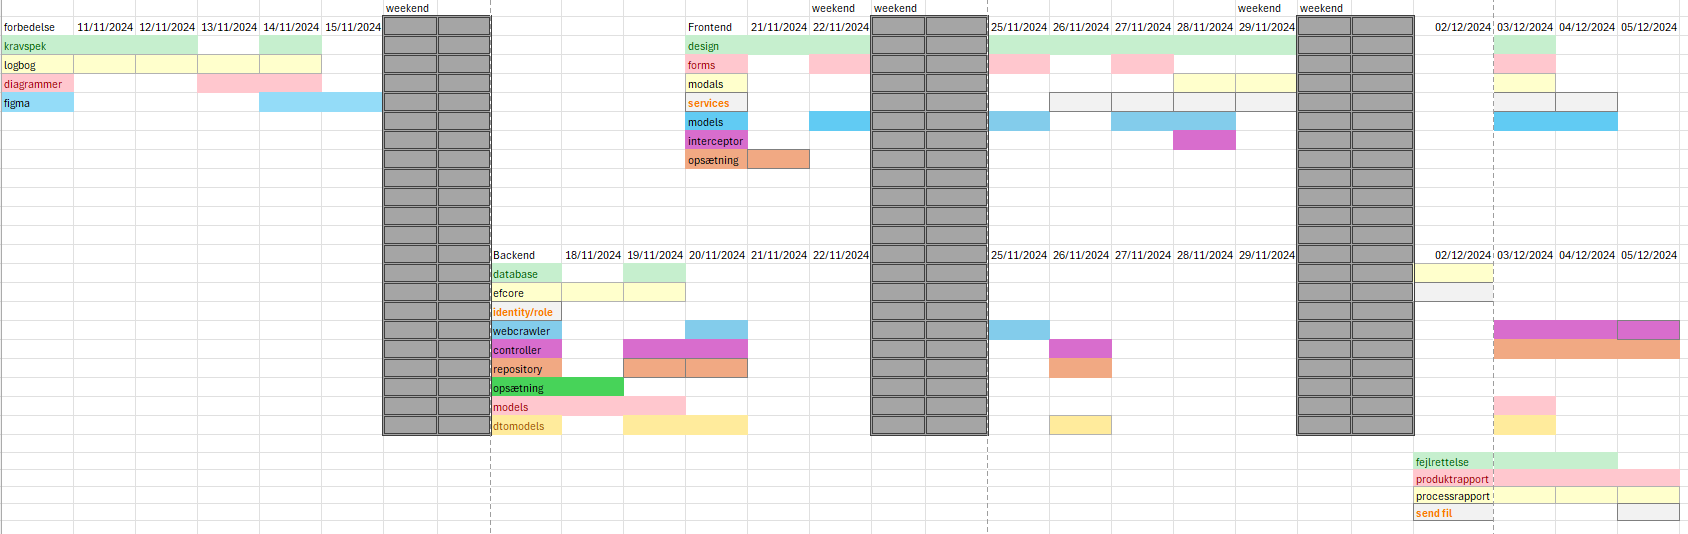 weekend weekend weekend weekend weekend
forbedelse 11/11/2024 12/11/2024 13/11/2024 14/11/2024 15/11/2024 Frontend 21/11/2024 22/11/2024 25/11/2024 26/11/2024 27/11/2024 28/11/2024 29/11/2024 02/12/2024 03/12/2024 04/12/2024 05/12/2024
kravspek design
logbog forms
diagrammer modals
figma services
models
interceptor
opsætning
Backend 18/11/2024 19/11/2024 20/11/2024 21/11/2024 22/11/2024 25/11/2024 26/11/2024 27/11/2024 28/11/2024 29/11/2024 02/12/2024 03/12/2024 04/12/2024 05/12/2024
database
efcore
identity/role
webcrawler
controller
repository
opsætning
models
dtomodels
fejlrettelse
produktrapport
processrapport
send fil